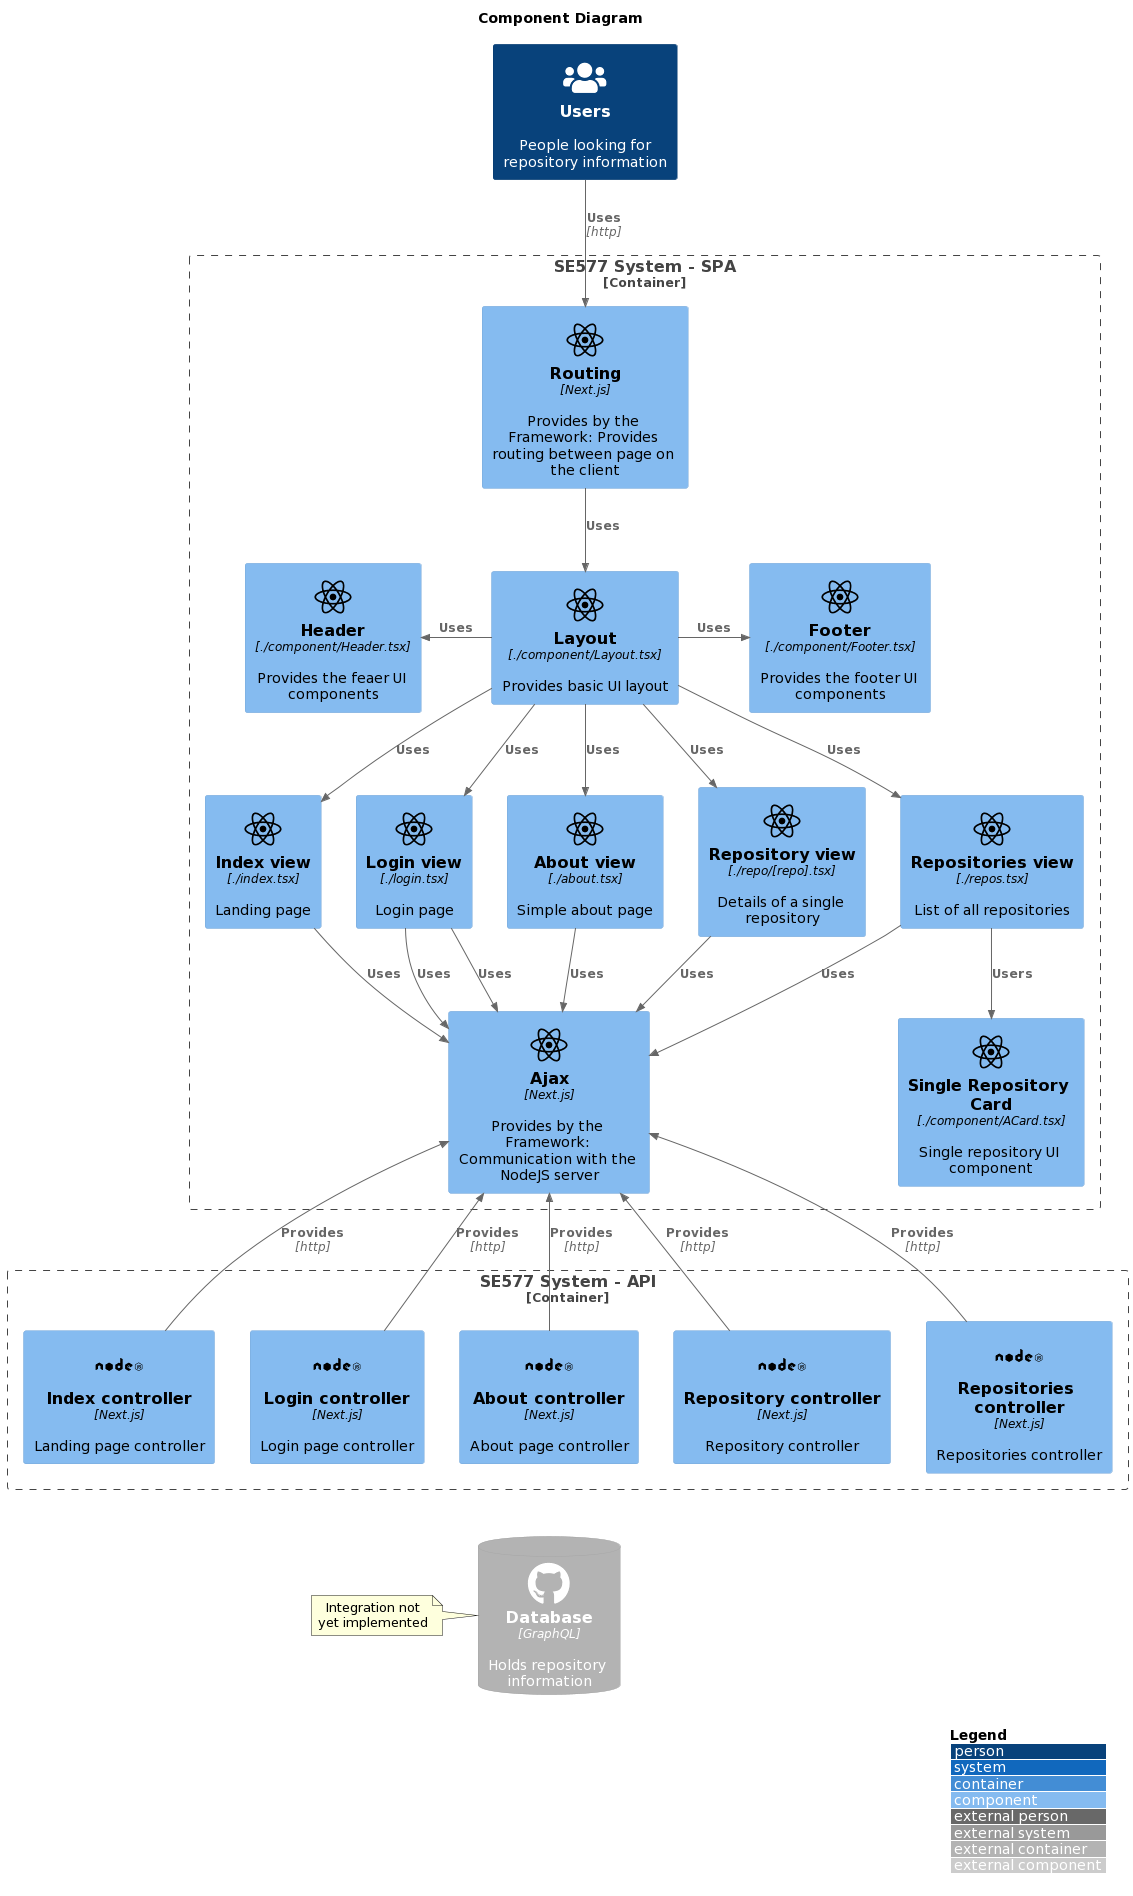 Component Diagram
Users
People looking for
repository information
Uses
[http]
SE577 System - SPA
[Container]
Routing
[Next.js]
Provides by the
Framework: Provides
routing between page on
the client
Uses
Header
[./component/Header.tsx]
Provides the feaer UI
components
Uses
Layout
[./component/Layout.tsx]
Provides basic UI layout
Uses
Footer
[./component/Footer.tsx]
Provides the footer UI
components
Uses
Uses
Uses
Uses
Uses
Index view
[./index.tsx]
Landing page
Login view
[./login.tsx]
Login page
About view
[./about.tsx]
Simple about page
Repository view
[./repo/[repo].tsx]
Details of a single
repository
Repositories view
[./repos.tsx]
List of all repositories
Uses
Uses
Uses
Uses
Uses
Uses
Users
Ajax
[Next.js]
Provides by the
Framework:
Communication with the
NodeJS server
Single Repository
Card
[./component/ACard.tsx]
Single repository UI
component
Provides
[http]
Provides
[http]
Provides
[http]
Provides
[http]
Provides
[http]
SE577 System - API
[Container]
node
Index controller
[Next.js]
Landing page controller
node
Login controller
[Next.js]
Login page controller
node
About controller
[Next.js]
About page controller
node
Repository controller
[Next.js]
Repository controller
node
Repositories
controller
[Next.js]
Repositories controller
Integration not
yet implemented
Database
[GraphQL]
Holds repository
information
Legend
person
system
container
component
external person
external system
external container
external component